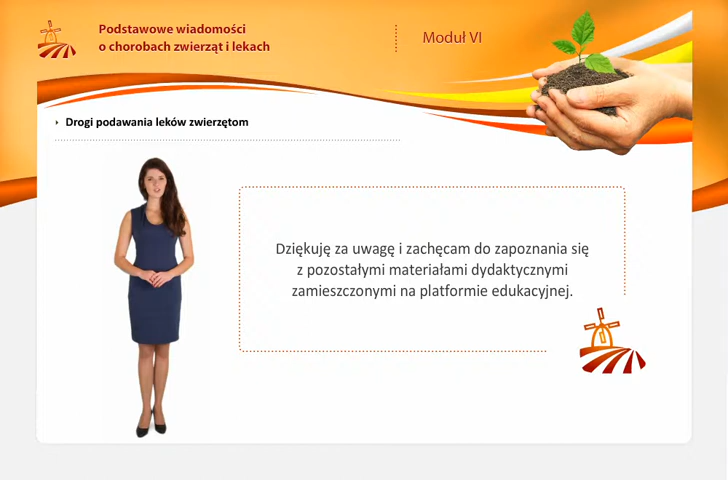 Podstawowe wiadomości
o chorobach zwierząt i lekach
Moduł VI
Drogi podawania leków zwierzętom
Dziękuję za uwagę i zachęcam do zapoznania się
z pozostałymi materiałami dydaktycznymi
zamieszczonymi na platformie edukacyjnej.